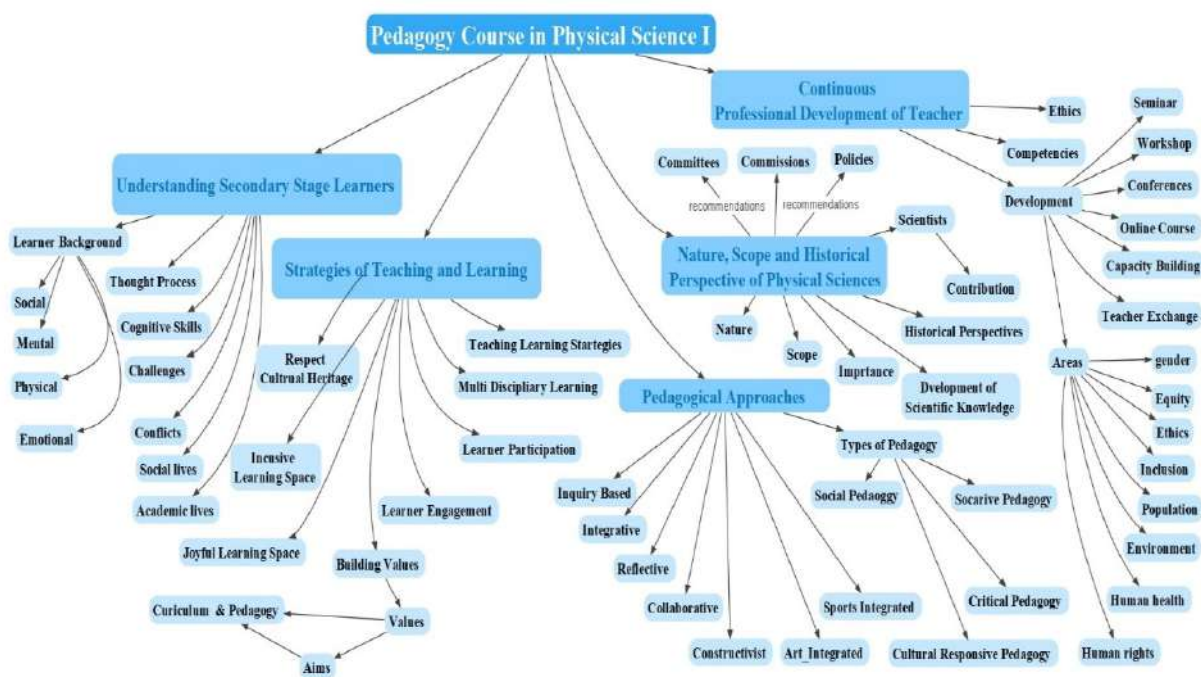 Pedagogy Course in Physical Science I
Continuous
Professional Development of Teacher
Ethics
Competencies
Development
Seminar
Workshop
Conferences
Online Course
Capacity Building
Teacher Exchange
Areas
gender
Equity
Ethics
Inclusion
Population
Environment
Human health
Human rights
Understanding Secondary Stage Learners
Learner Background
Social
Mental
Physical
Emotional
Thought Process
Cognitive Skills
Challenges
Conflicts
Social lives
Academic lives
Strategies of Teaching and Learning
Respect
Cultrual Heritage
Incusive
Learning Space
Joyful Learning Space
Building Values
Values
Curiculum & Pedagogy
Aims
Learner Engagement
Learner Participation
Multi Discipliary Learning
Teaching Learning Startegies
Committees
Commissions
Policies
recommendations
recommendations
Nature, Scope and Historical
Perspective of Physical Sciences
Scientists
Contribution
Historical Perspectives
Dvelopment of
Scientific Knowledge
Imprtance
Scope
Nature
Pedagogical Approaches
Inquiry Based
Integrative
Reflective
Collaborative
Constructivist
Art_Integrated
Sports Integrated
Types of Pedagogy
Social Pedaoggy
Socarive Pedagogy
Critical Pedagogy
Cultural Responsive Pedagogy